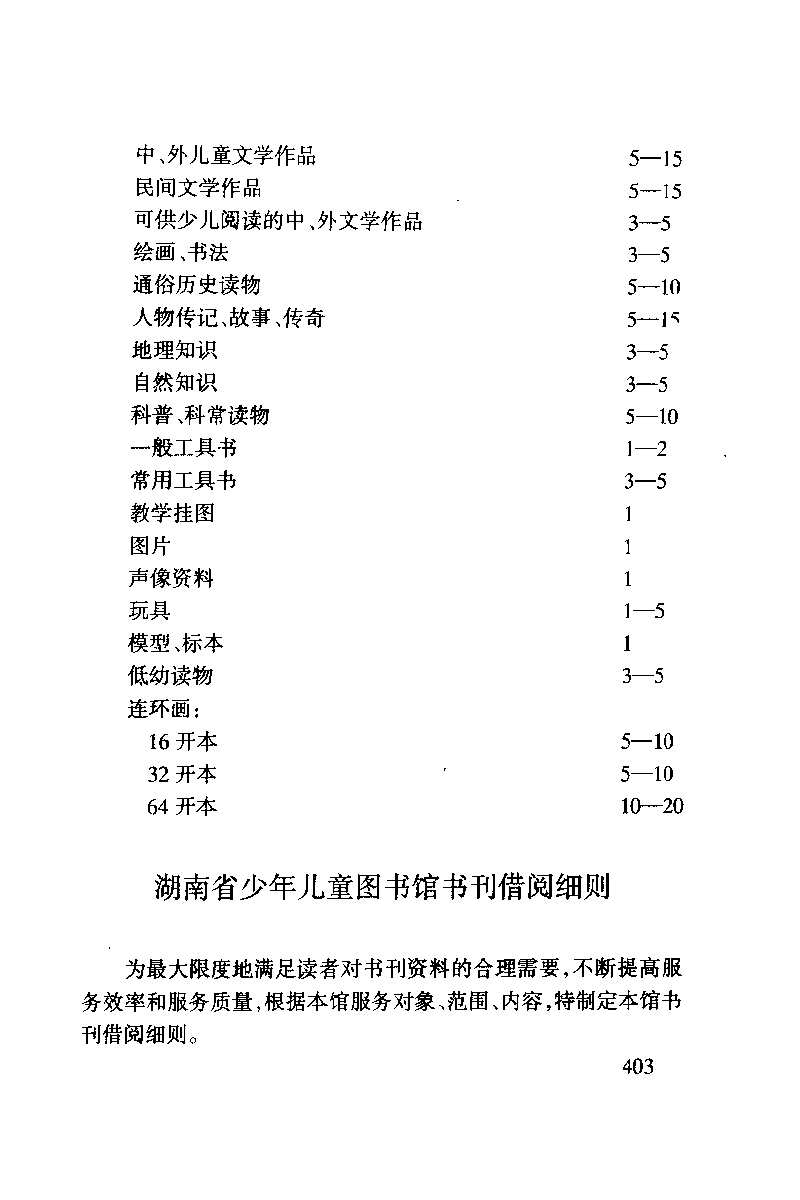 中、外儿童文学作品 5—15
民间文学作品 5—15
可供少儿阅读的中、外文学作品 3—5
绘画、书法 3—5
通俗历史读物 5—10
人物传记、故事、传奇 5—15
地理知识 3—5
自然知识 3—5
科普、科常读物 5—10
一般工具书 1—2
常用工具书 3—5
教学挂图 1
图片 1
声像资料 1
玩具 1—5
模型、标本 1
低幼读物 3—5
连环画：
16 开本 5—10
32 开本 5—10
64 开本 10—20
湖南省少年儿童图书馆书刊借阅细则
为最大限度地满足读者对书刊资料的合理需要，不断提高服
务效率和服务质量，根据本馆服务对象、范围、内容，特制定本馆书
刊借阅细则。
403